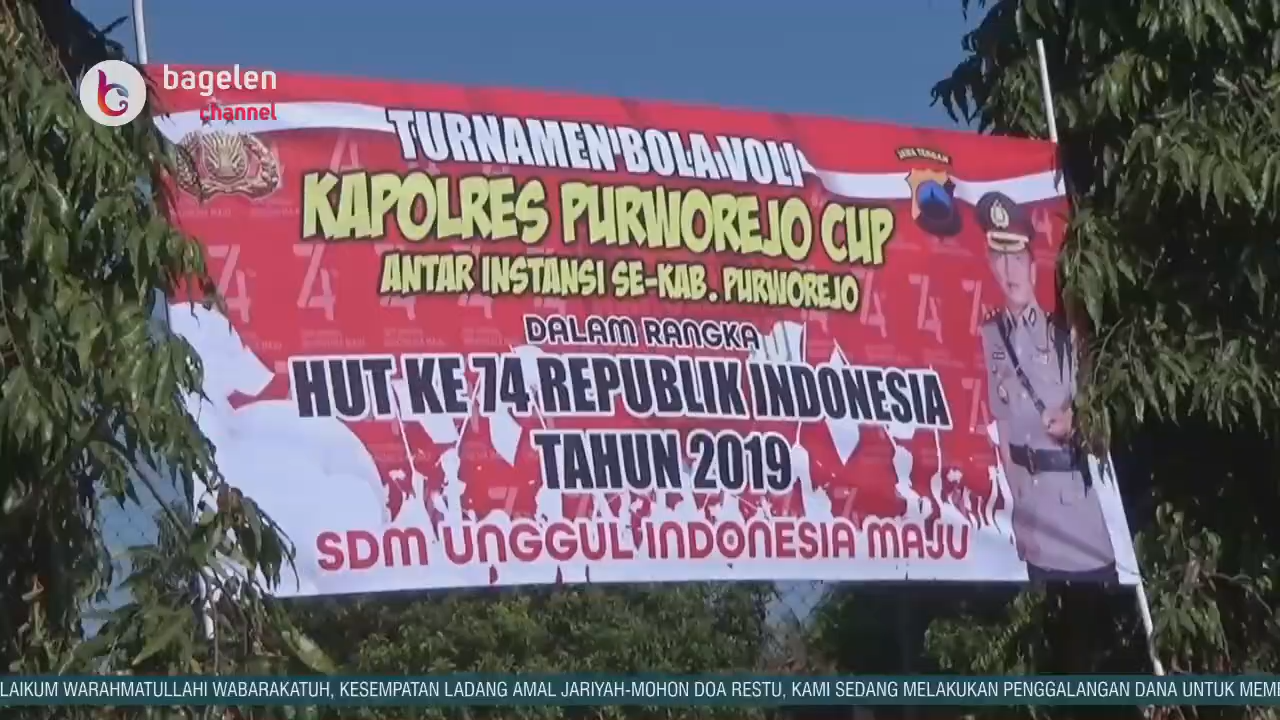 bagelen
channel
TURNAMEN BOLA VOLI
JAWA TENGAH
KAPOLRES PURWOREJO CUP
ANTAR INSTANSI SE-KAB. PURWOREJO
DALAM RANGKA
HUT KE 74 REPUBLIK INDONESIA
TAHUN 2019
SDM UNGGUL INDONESIA MAJU
LAIKUM WARAHMATULLAHI WABARAKATUH, KESEMPATAN LADANG AMAL JARIYAH-MOHON DOA RESTU, KAMI SEDANG MELAKUKAN PENGGALANGAN DANA UNTUK MEM